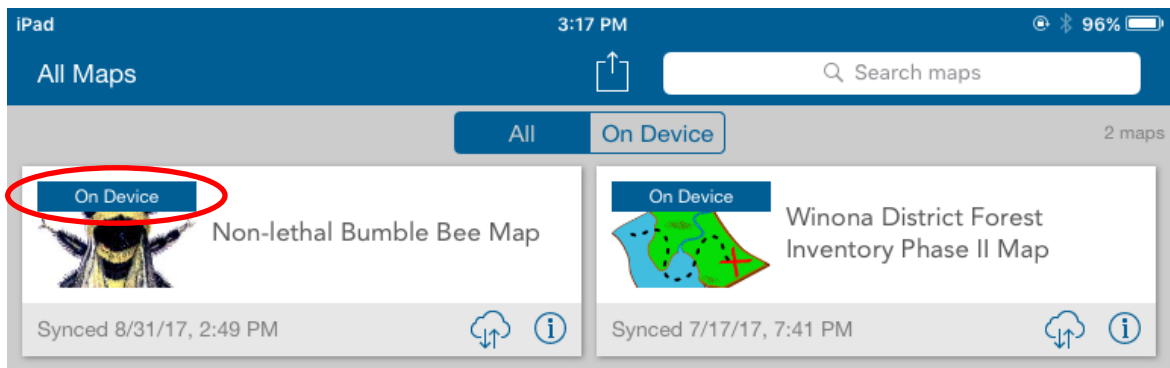 iPad 3:17 PM 96%
All Maps Search maps
All On Device 2 maps
On Device
Non-lethal Bumble Bee Map
Synced 8/31/17, 2:49 PM
On Device
Winona District Forest
Inventory Phase II Map
Synced 7/17/17, 7:41 PM